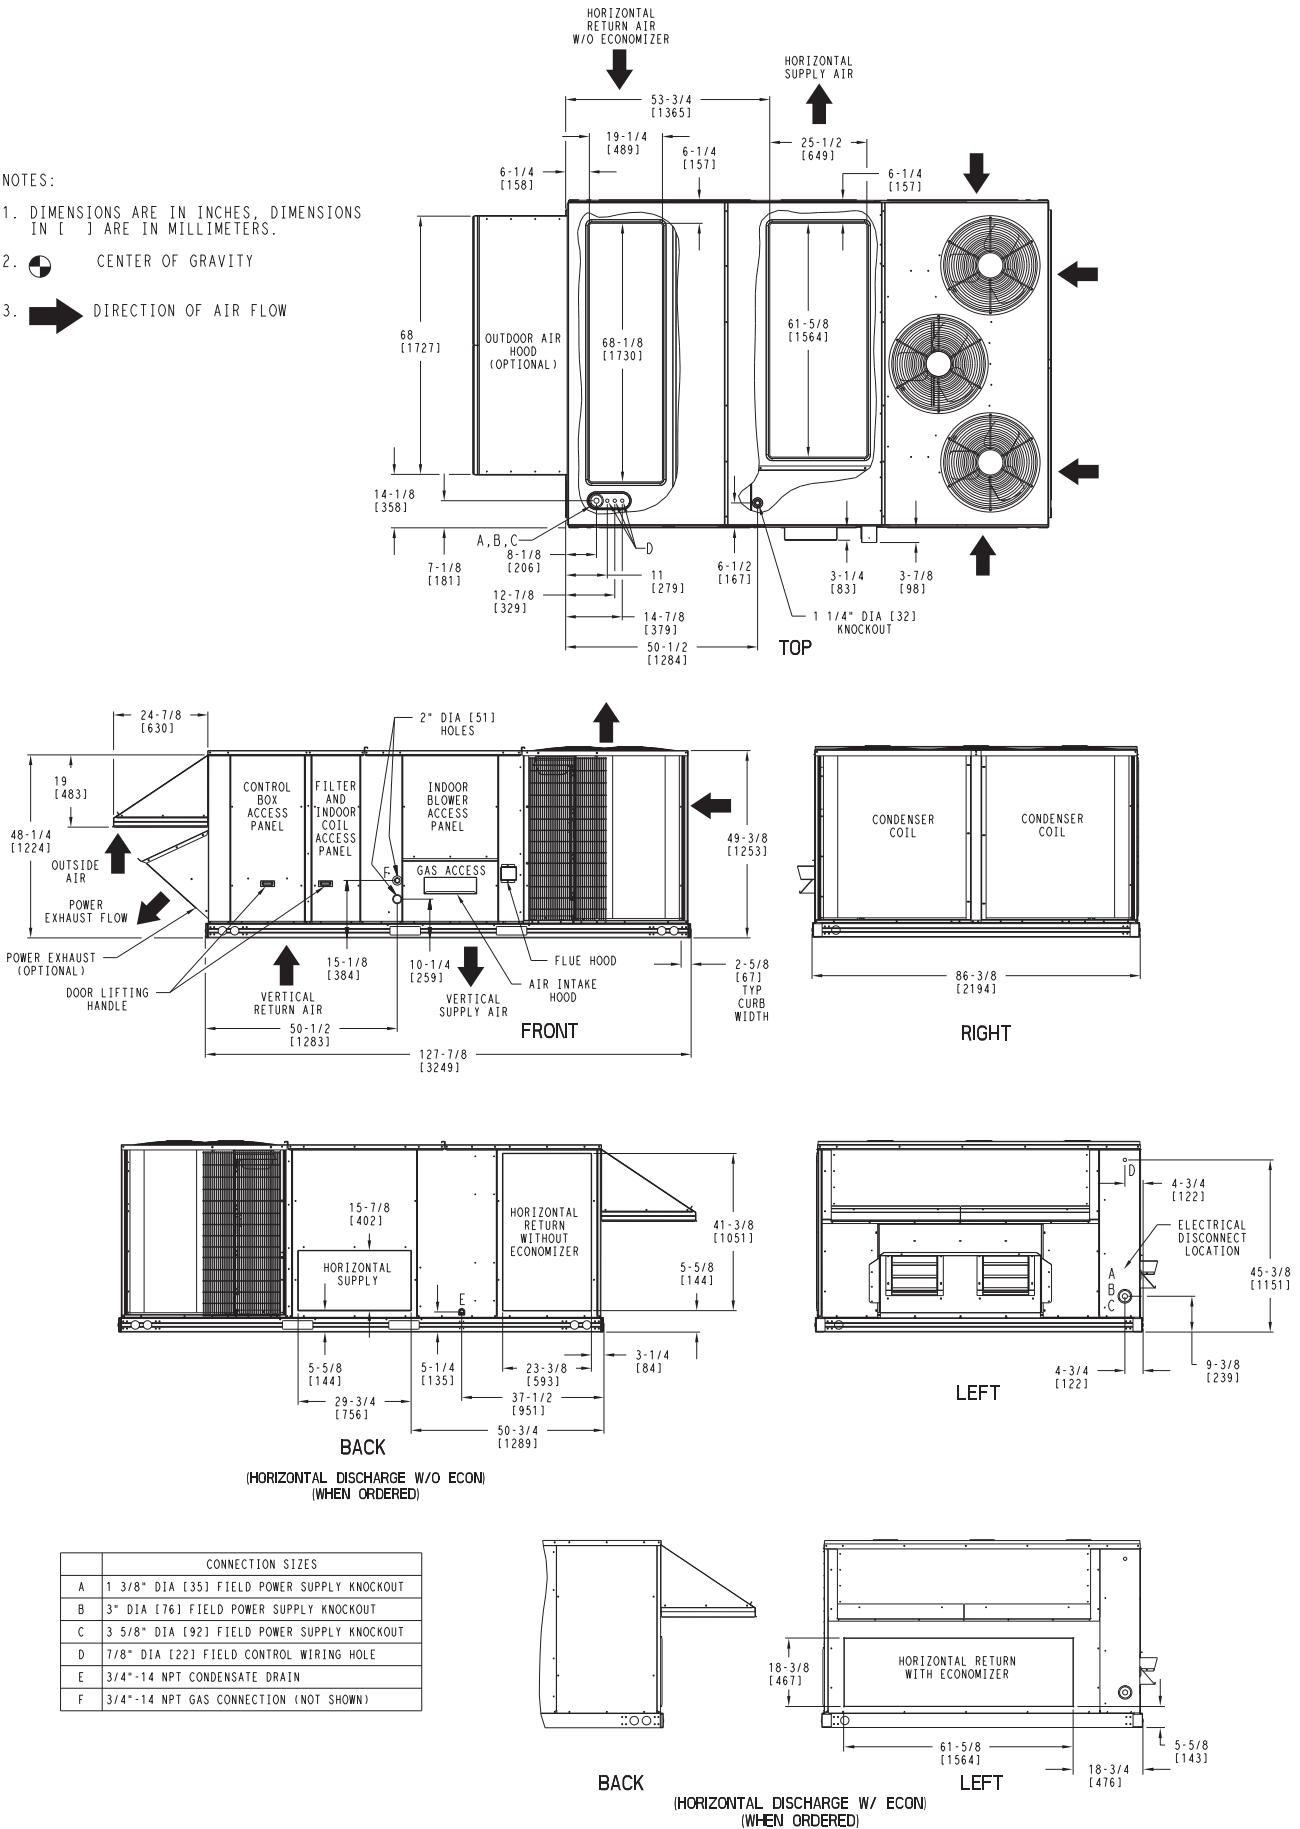 HORIZONTAL
RETURN AIR
W/O ECONOMIZER
HORIZONTAL
SUPPLY AIR
53-3/4
[1365]
19-1/4
[489]
6-1/4
[157]
25-1/2
[649]
6-1/4
[158]
6-1/4
[157]
NOTES:
1. DIMENSIONS ARE IN INCHES, DIMENSIONS
IN [ ] ARE IN MILLIMETERS.
2. CENTER OF GRAVITY
3. DIRECTION OF AIR FLOW
68
[1727]
OUTDOOR AIR
HOOD
(OPTIONAL)
68-1/8
[1730]
61-5/8
[1564]
14-1/8
[358]
A,B,C
D
7-1/8
[181]
8-1/8
[206]
11
[279]
12-7/8
[329]
14-7/8
[379]
50-1/2
[1284]
6-1/2
[167]
3-1/4
[83]
3-7/8
[98]
1 1/4" DIA [32]
KNOCKOUT
TOP
24-7/8
[630]
2" DIA [51]
HOLES
19
[483]
48-1/4
[1224]
CONTROL
BOX
ACCESS
PANEL
FILTER
AND
INDOOR
COIL
ACCESS
PANEL
INDOOR
BLOWER
ACCESS
PANEL
F
GAS ACCESS
49-3/8
[1253]
OUTSIDE
AIR
POWER
EXHAUST FLOW
POWER EXHAUST
(OPTIONAL)
DOOR LIFTING
HANDLE
VERTICAL
RETURN AIR
15-1/8
[384]
10-1/4
[259]
VERTICAL
SUPPLY AIR
FLUE HOOD
AIR INTAKE
HOOD
2-5/8
[67]
TYP
CURB
WIDTH
50-1/2
[1283]
127-7/8
[3249]
FRONT
CONDENSER
COIL
CONDENSER
COIL
86-3/8
[2194]
RIGHT
15-7/8
[402]
HORIZONTAL
SUPPLY
E
HORIZONTAL
RETURN
WITHOUT
ECONOMIZER
41-3/8
[1051]
5-5/8
[144]
5-5/8
[144]
5-1/4
[135]
23-3/8
[593]
3-1/4
[84]
29-3/4
[756]
37-1/2
[951]
50-3/4
[1289]
BACK
(HORIZONTAL DISCHARGE W/O ECON)
(WHEN ORDERED)
D
4-3/4
[122]
ELECTRICAL
DISCONNECT
LOCATION
A
B
C
45-3/8
[1151]
4-3/4
[122]
9-3/8
[239]
LEFT
CONNECTION SIZES
A 1 3/8" DIA [35] FIELD POWER SUPPLY KNOCKOUT
B 3" DIA [76] FIELD POWER SUPPLY KNOCKOUT
C 3 5/8" DIA [92] FIELD POWER SUPPLY KNOCKOUT
D 7/8" DIA [22] FIELD CONTROL WIRING HOLE
E 3/4"-14 NPT CONDENSATE DRAIN
F 3/4"-14 NPT GAS CONNECTION (NOT SHOWN)
18-3/8
[467]
HORIZONTAL RETURN
WITH ECONOMIZER
61-5/8
[1564]
18-3/4
[476]
5-5/8
[143]
BACK
LEFT
(HORIZONTAL DISCHARGE W/ ECON)
(WHEN ORDERED)